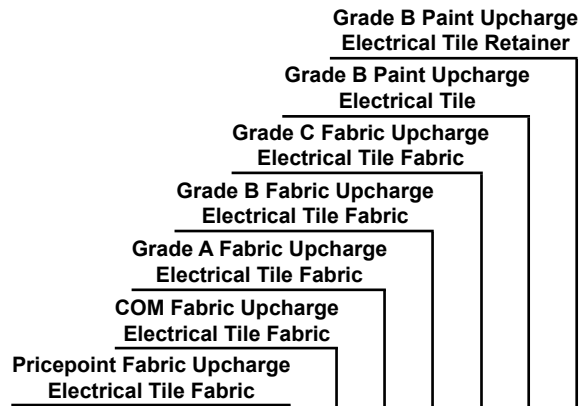 Grade B Paint Upcharge
Electrical Tile Retainer
Grade B Paint Upcharge
Electrical Tile
Grade C Fabric Upcharge
Electrical Tile Fabric
Grade B Fabric Upcharge
Electrical Tile Fabric
Grade A Fabric Upcharge
Electrical Tile Fabric
COM Fabric Upcharge
Electrical Tile Fabric
Pricepoint Fabric Upcharge
Electrical Tile Fabric